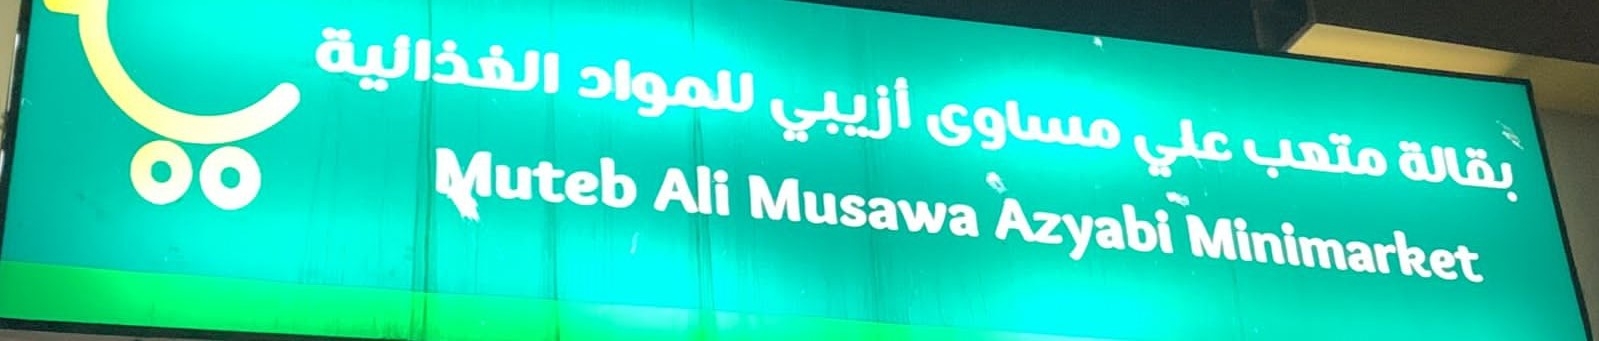 بقالة متعب علي مساوى أزيبي للمواد الغذائية
Muteb Ali Musawa Azyabi Minimarket